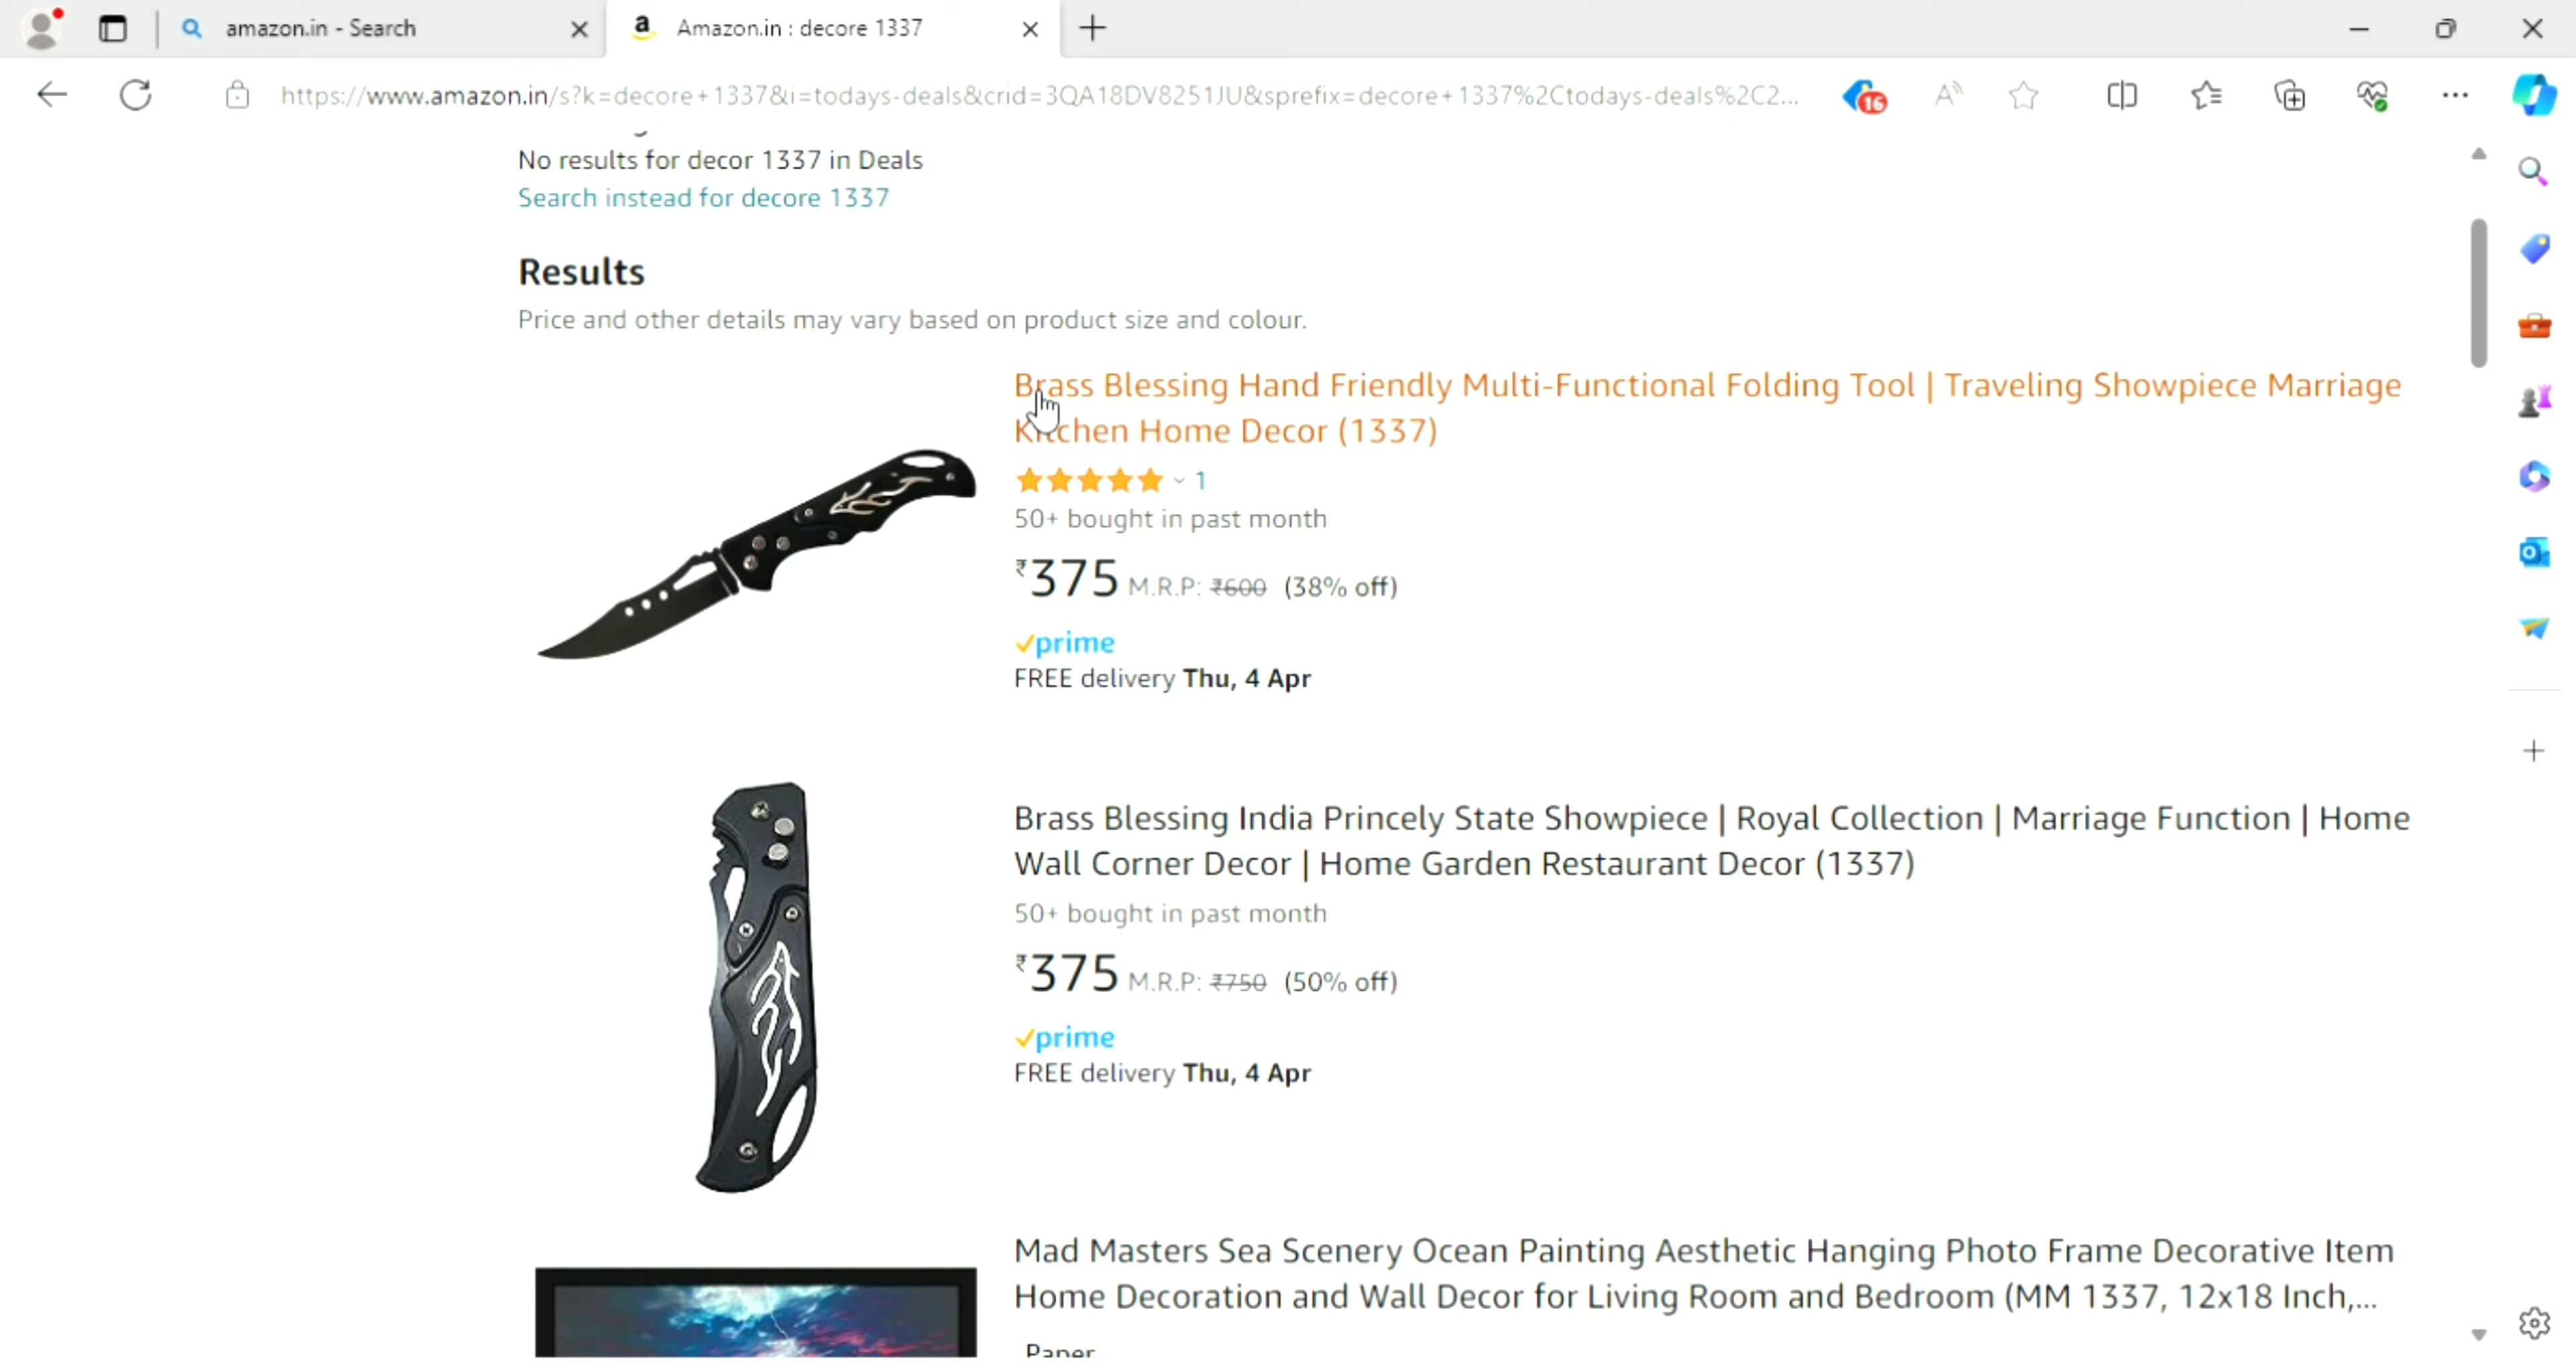 amazon.in - Search
Amazon.in : decore 1337
https://www.amazon.in/s?k=decore+1337&i=todays-deals&crid=3QA18DV8251JU&sprefix=decore+1337%2Ctodays-deals%2C2...
16
No results for decor 1337 in Deals
Search instead for decore 1337
Results
Price and other details may vary based on product size and colour.
Brass Blessing Hand Friendly Multi-Functional Folding Tool | Traveling Showpiece Marriage
Kitchen Home Decor (1337)
1
50+ bought in past month
₹375 M.R.P: ₹600 (38% off)
prime
FREE delivery Thu, 4 Apr
Brass Blessing India Princely State Showpiece | Royal Collection | Marriage Function | Home
Wall Corner Decor | Home Garden Restaurant Decor (1337)
50+ bought in past month
₹375 M.R.P: ₹750 (50% off)
prime
FREE delivery Thu, 4 Apr
Mad Masters Sea Scenery Ocean Painting Aesthetic Hanging Photo Frame Decorative Item
Home Decoration and Wall Decor for Living Room and Bedroom (MM 1337, 12x18 Inch,...
Paper